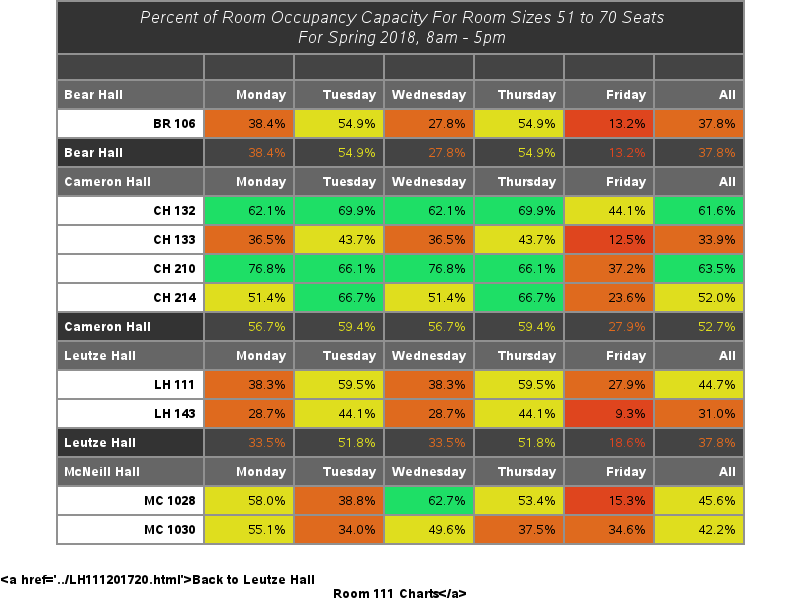 Percent of Room Occupancy Capacity For Room Sizes 51 to 70 Seats
For Spring 2018, 8am - 5pm
Bear Hall Monday Tuesday Wednesday Thursday Friday All
BR 106 38.4% 54.9% 27.8% 54.9% 13.2% 37.8%
Bear Hall 38.4% 54.9% 27.8% 54.9% 13.2% 37.8%
Cameron Hall Monday Tuesday Wednesday Thursday Friday All
CH 132 62.1% 69.9% 62.1% 69.9% 44.1% 61.6%
CH 133 36.5% 43.7% 36.5% 43.7% 12.5% 33.9%
CH 210 76.8% 66.1% 76.8% 66.1% 37.2% 63.5%
CH 214 51.4% 66.7% 51.4% 66.7% 23.6% 52.0%
Cameron Hall 56.7% 59.4% 56.7% 59.4% 27.9% 52.7%
Leutze Hall Monday Tuesday Wednesday Thursday Friday All
LH 111 38.3% 59.5% 38.3% 59.5% 27.9% 44.7%
LH 143 28.7% 44.1% 28.7% 44.1% 9.3% 31.0%
Leutze Hall 33.5% 51.8% 33.5% 51.8% 18.6% 37.8%
McNeill Hall Monday Tuesday Wednesday Thursday Friday All
MC 1028 58.0% 38.8% 62.7% 53.4% 15.3% 45.6%
MC 1030 55.1% 34.0% 49.6% 37.5% 34.6% 42.2%
<a href='../LH111201720.html'>Back to Leutze Hall
Room 111 Charts</a>